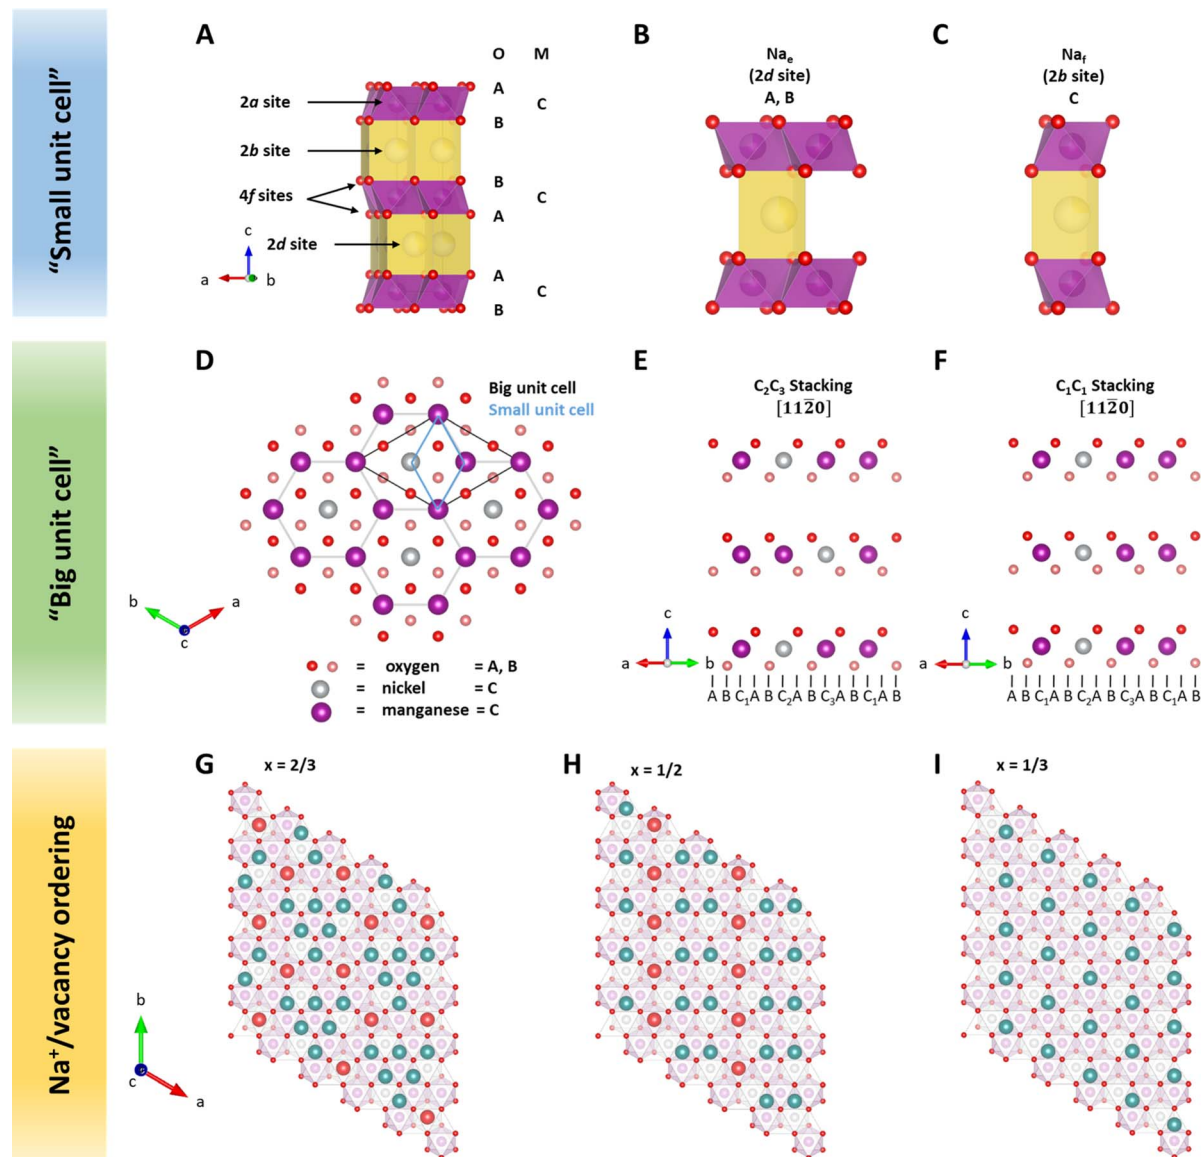 "Small unit cell"
A
O M
2a site
2b site
4f sites
2d site
A
C
B
B
C
A
A
C
B
c
a b
B
Naₑ
(2d site)
A, B
C
Na_f
(2b site)
C
"Big unit cell"
D
Big unit cell
Small unit cell
b a
c
= oxygen = A, B
= nickel = C
= manganese = C
E
C₂C₃ Stacking
[112̄0]
c
a b
A B C₁A B C₂A B C₃A B C₁A B
F
C₁C₁ Stacking
[112̄0]
c
a b
A B C₁A B C₂A B C₃A B C₁A B
Na⁺/vacancy ordering
G
x = 2/3
b
c
a
H
x = 1/2
I
x = 1/3